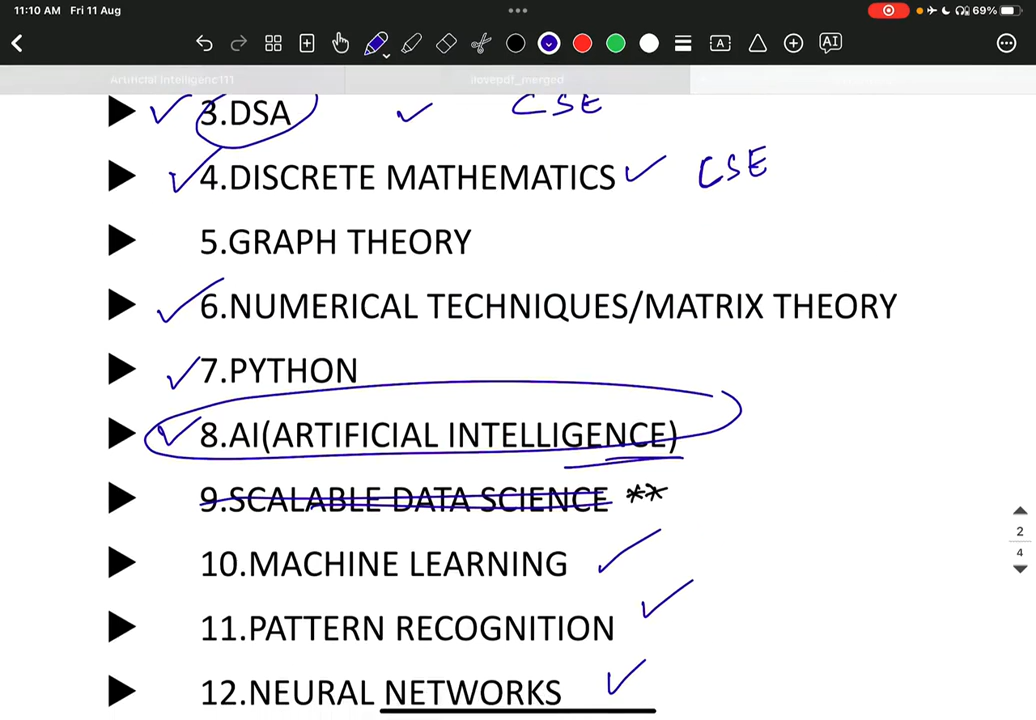 11:10 AM Fri 11 Aug
69%
A
AI
Artificial Intelligenc111
ilovepdf_merged
3.DSA CSE
4.DISCRETE MATHEMATICS CSE
5.GRAPH THEORY
6.NUMERICAL TECHNIQUES/MATRIX THEORY
7.PYTHON
8.AI(ARTIFICIAL INTELLIGENCE)
9.SCALABLE DATA SCIENCE **
10.MACHINE LEARNING
11.PATTERN RECOGNITION
12.NEURAL NETWORKS
2
4